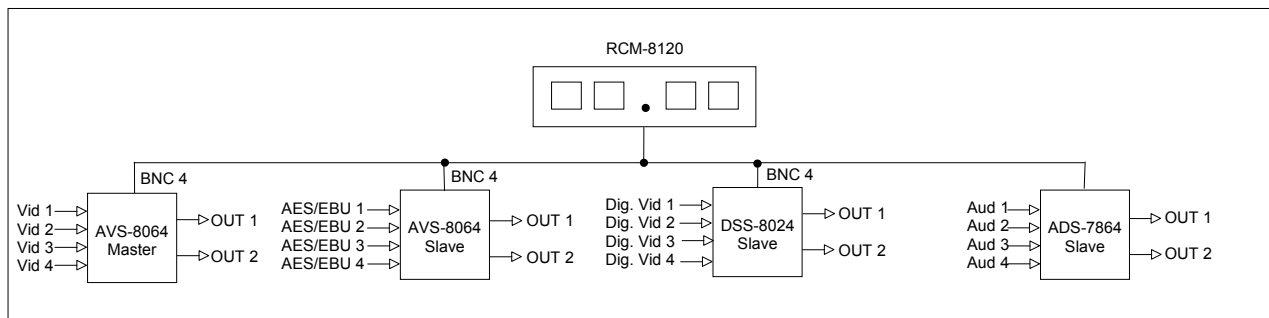 RCM-8120
BNC 4
BNC 4
BNC 4
Vid 1
Vid 2
Vid 3
Vid 4
AVS-8064
Master
OUT 1
OUT 2
AES/EBU 1
AES/EBU 2
AES/EBU 3
AES/EBU 4
AVS-8064
Slave
OUT 1
OUT 2
Dig. Vid 1
Dig. Vid 2
Dig. Vid 3
Dig. Vid 4
DSS-8024
Slave
OUT 1
OUT 2
Aud 1
Aud 2
Aud 3
Aud 4
ADS-7864
Slave
OUT 1
OUT 2